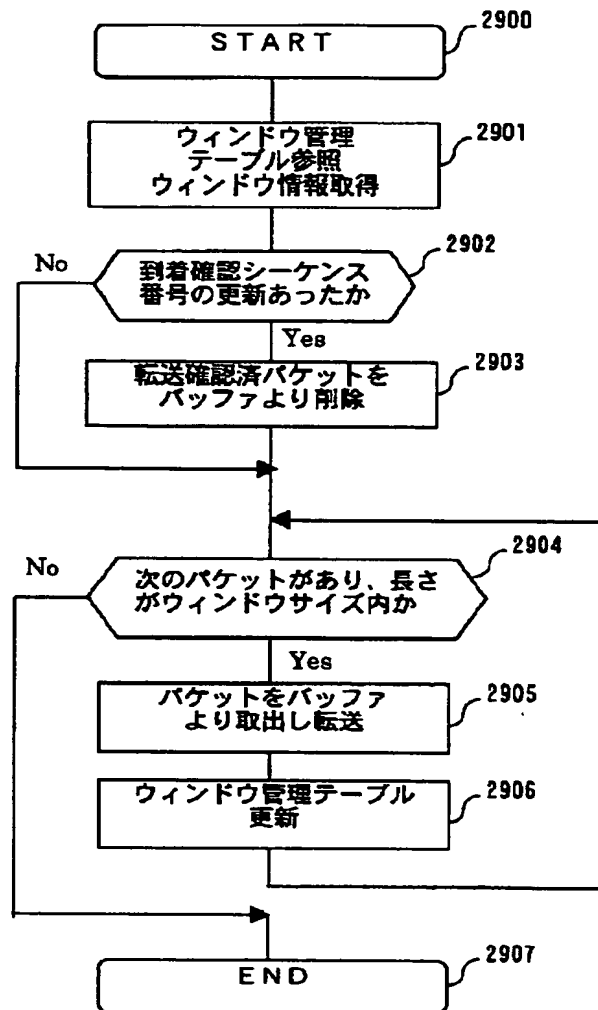 2900
START
2901
ウィンドウ管理
テーブル参照
ウィンドウ情報取得
2902
No
到着確認シーケンス
番号の更新あったか
Yes
2903
転送確認済パケットを
バッファより削除
2904
No
次のパケットがあり、長さ
がウィンドウサイズ内か
Yes
2905
パケットをバッファ
より取出し転送
2906
ウィンドウ管理テーブル
更新
2907
END